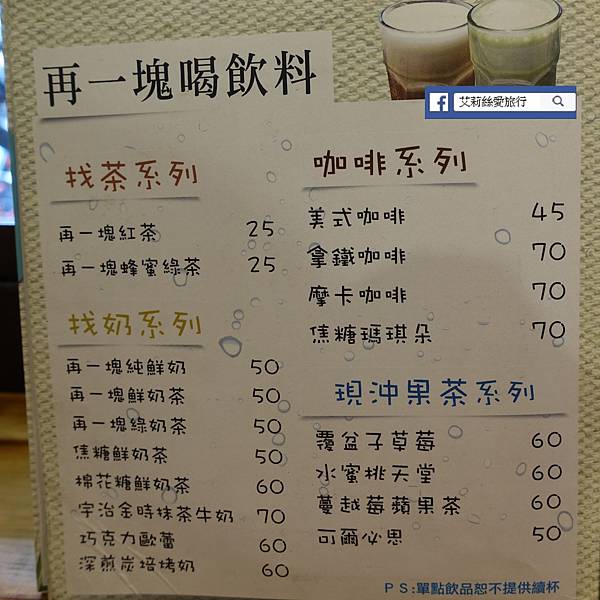 再一塊喝飲料
艾莉絲愛旅行
找茶系列
再一塊紅茶 25
再一塊蜂蜜綠茶 25
找奶系列
再一塊純鮮奶 50
再一塊鮮奶茶 50
再一塊綠奶茶 50
焦糖鮮奶茶 50
棉花糖鮮奶茶 60
宇治金時抹茶牛奶 70
巧克力歐蕾 60
深煎炭焙烤奶 60
咖啡系列
美式咖啡 45
拿鐵咖啡 70
摩卡咖啡 70
焦糖瑪琪朵 70
現沖果茶系列
覆盆子草莓 60
水蜜桃天堂 60
蔓越莓蘋果茶 60
可爾必思 50
PS:單點飲品恕不提供續杯